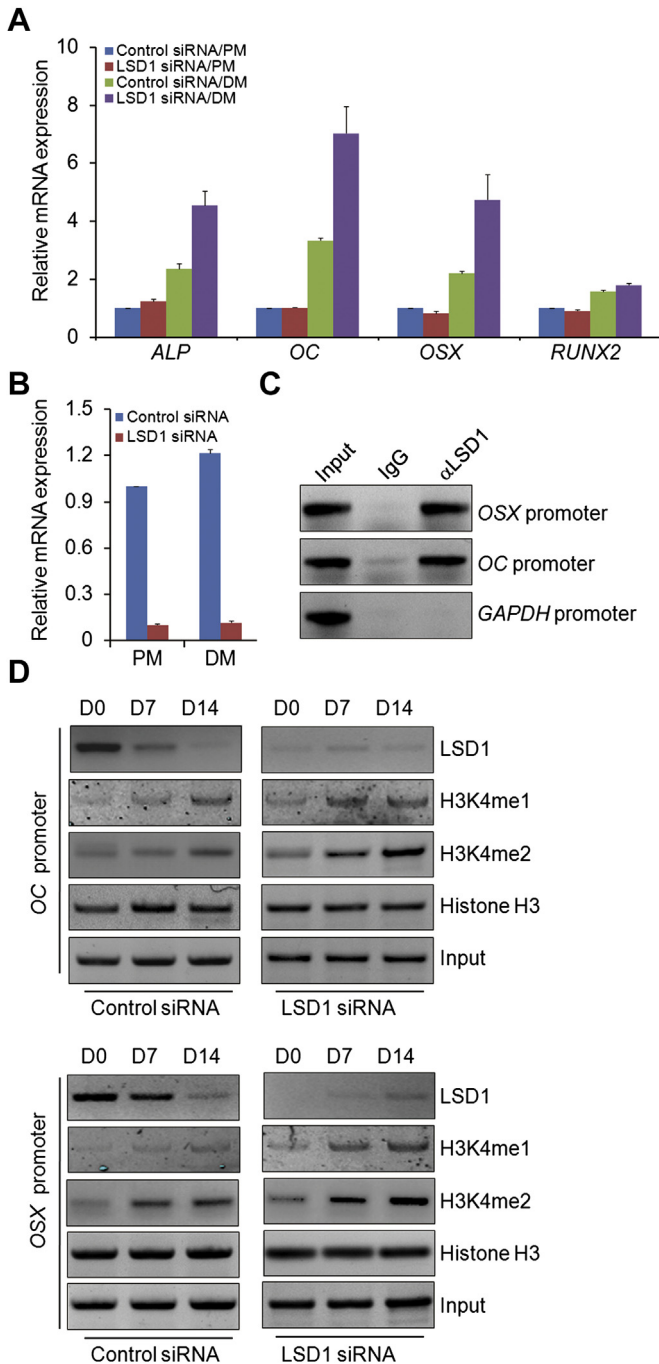 A
Relative mRNA expression
10
8
6
4
2
0
Control siRNA/PM
LSD1 siRNA/PM
Control siRNA/DM
LSD1 siRNA/DM
ALP OC OSX RUNX2
B
Relative mRNA expression
1.5
1.2
0.9
0.6
0.3
0
Control siRNA
LSD1 siRNA
PM DM
C
Input IgG αLSD1
OSX promoter
OC promoter
GAPDH promoter
D
OC promoter
D0 D7 D14 D0 D7 D14
LSD1
H3K4me1
H3K4me2
Histone H3
Input
Control siRNA LSD1 siRNA
OSX promoter
D0 D7 D14 D0 D7 D14
LSD1
H3K4me1
H3K4me2
Histone H3
Input
Control siRNA LSD1 siRNA